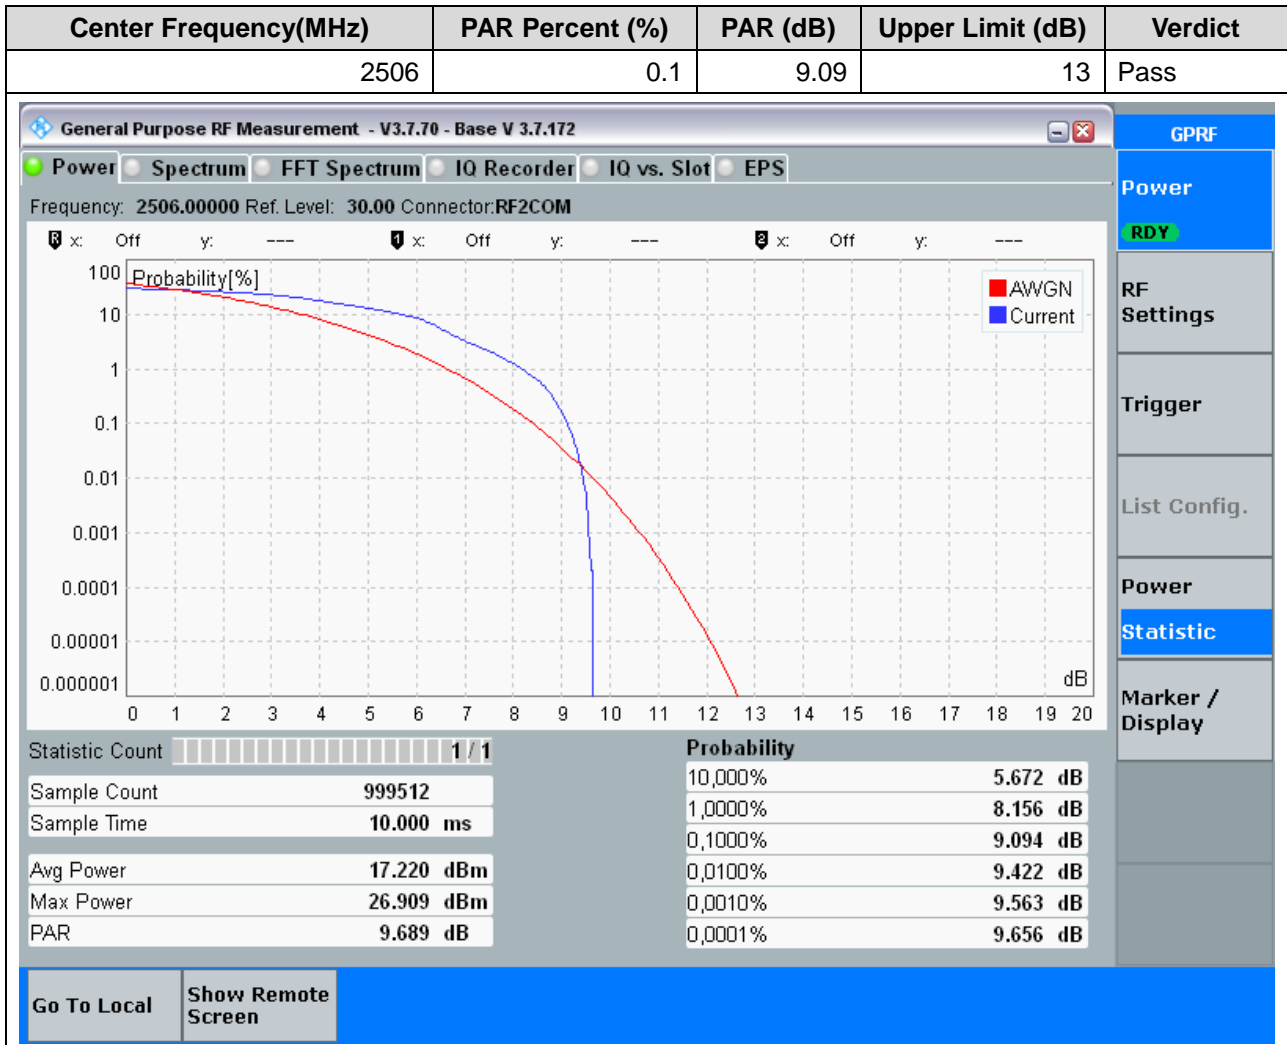 Center Frequency(MHz) PAR Percent (%) PAR (dB) Upper Limit (dB) Verdict
2506 0.1 9.09 13 Pass
General Purpose RF Measurement - V3.7.70 - Base V 3.7.172
GPRF
Power Spectrum FFT Spectrum IQ Recorder IQ vs. Slot EPS
Power
RDY
Frequency: 2506.00000 Ref. Level: 30.00 Connector:RF2COM
R x: Off y: --- 1 x: Off y: --- 2 x: Off y: ---
Probability[%]
AWGN
Current
100
10
1
0.1
0.01
0.001
0.0001
0.00001
0.000001
dB
0 1 2 3 4 5 6 7 8 9 10 11 12 13 14 15 16 17 18 19 20
RF
Settings
Trigger
List Config.
Power
Statistic
Marker /
Display
Statistic Count 1 / 1
Sample Count 999512
Sample Time 10.000 ms
Avg Power 17.220 dBm
Max Power 26.909 dBm
PAR 9.689 dB
Probability
10,000% 5.672 dB
1,0000% 8.156 dB
0,1000% 9.094 dB
0,0100% 9.422 dB
0,0010% 9.563 dB
0,0001% 9.656 dB
Go To Local
Show Remote
Screen